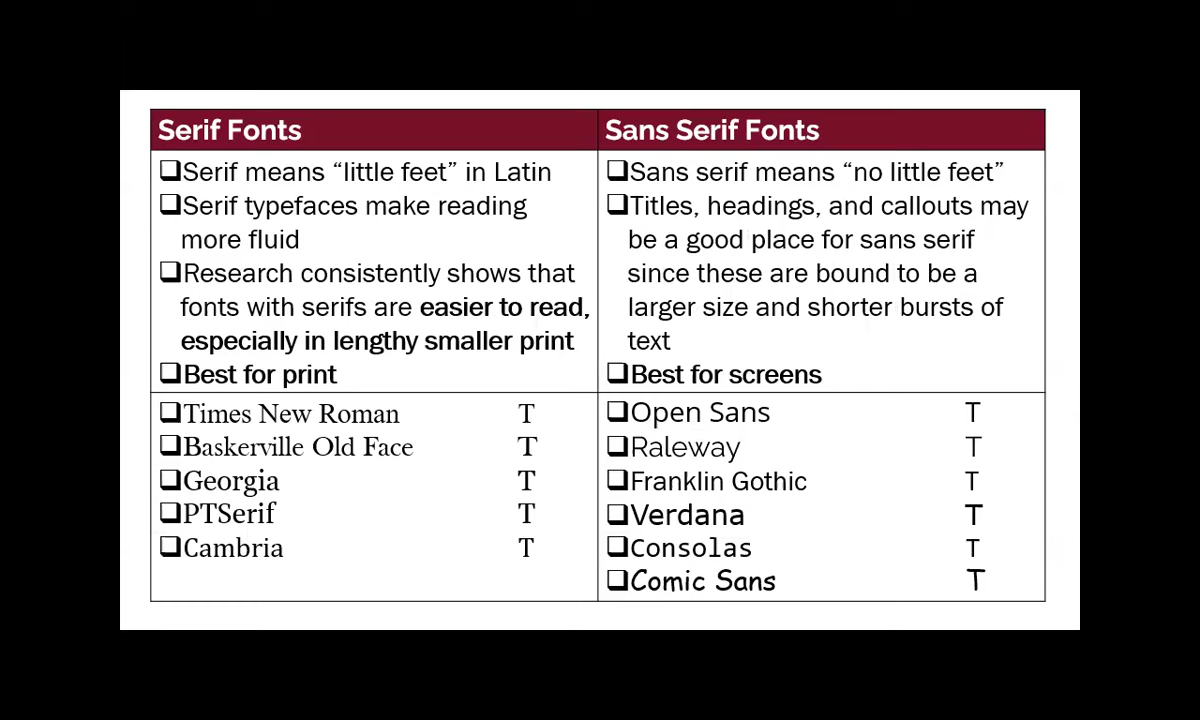 Serif Fonts
❑Serif means “little feet” in Latin
❑Serif typefaces make reading
more fluid
❑Research consistently shows that
fonts with serifs are easier to read,
especially in lengthy smaller print
❑Best for print
Sans Serif Fonts
❑Sans serif means “no little feet”
❑Titles, headings, and callouts may
be a good place for sans serif
since these are bound to be a
larger size and shorter bursts of
text
❑Best for screens
❑Times New Roman T
❑Baskerville Old Face T
❑Georgia T
❑PTSerif T
❑Cambria T
❑Open Sans T
❑Raleway T
❑Franklin Gothic T
❑Verdana T
❑Consolas T
❑Comic Sans T